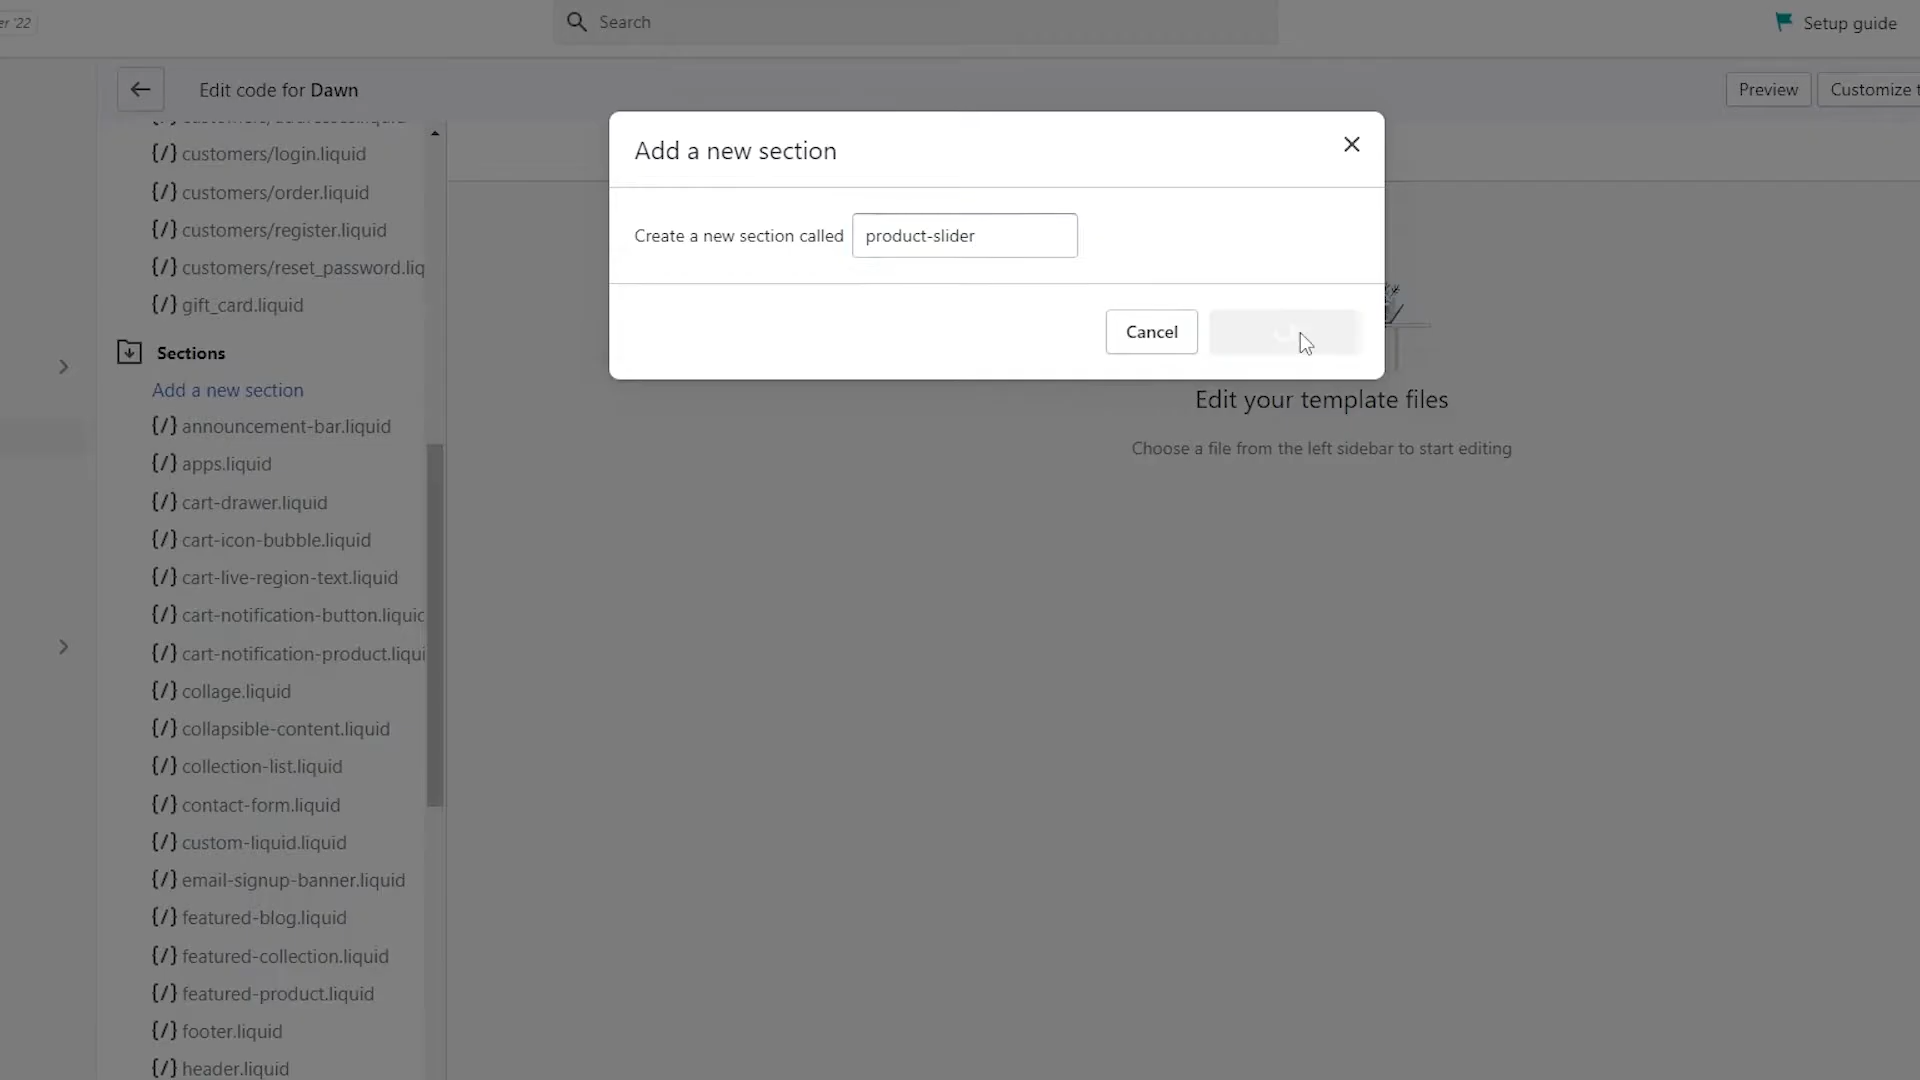 er '22
Search
Setup guide
Edit code for Dawn
Preview
Customize t
{/} customers/login.liquid
{/} customers/order.liquid
{/} customers/register.liquid
{/} customers/reset_password.liq
{/} gift_card.liquid
Sections
Add a new section
{/} announcement-bar.liquid
{/} apps.liquid
{/} cart-drawer.liquid
{/} cart-icon-bubble.liquid
{/} cart-live-region-text.liquid
{/} cart-notification-button.liquid
{/} cart-notification-product.liqui
{/} collage.liquid
{/} collapsible-content.liquid
{/} collection-list.liquid
{/} contact-form.liquid
{/} custom-liquid.liquid
{/} email-signup-banner.liquid
{/} featured-blog.liquid
{/} featured-collection.liquid
{/} featured-product.liquid
{/} footer.liquid
{/} header.liquid
Add a new section
Create a new section called product-slider
Cancel
Edit your template files
Choose a file from the left sidebar to start editing